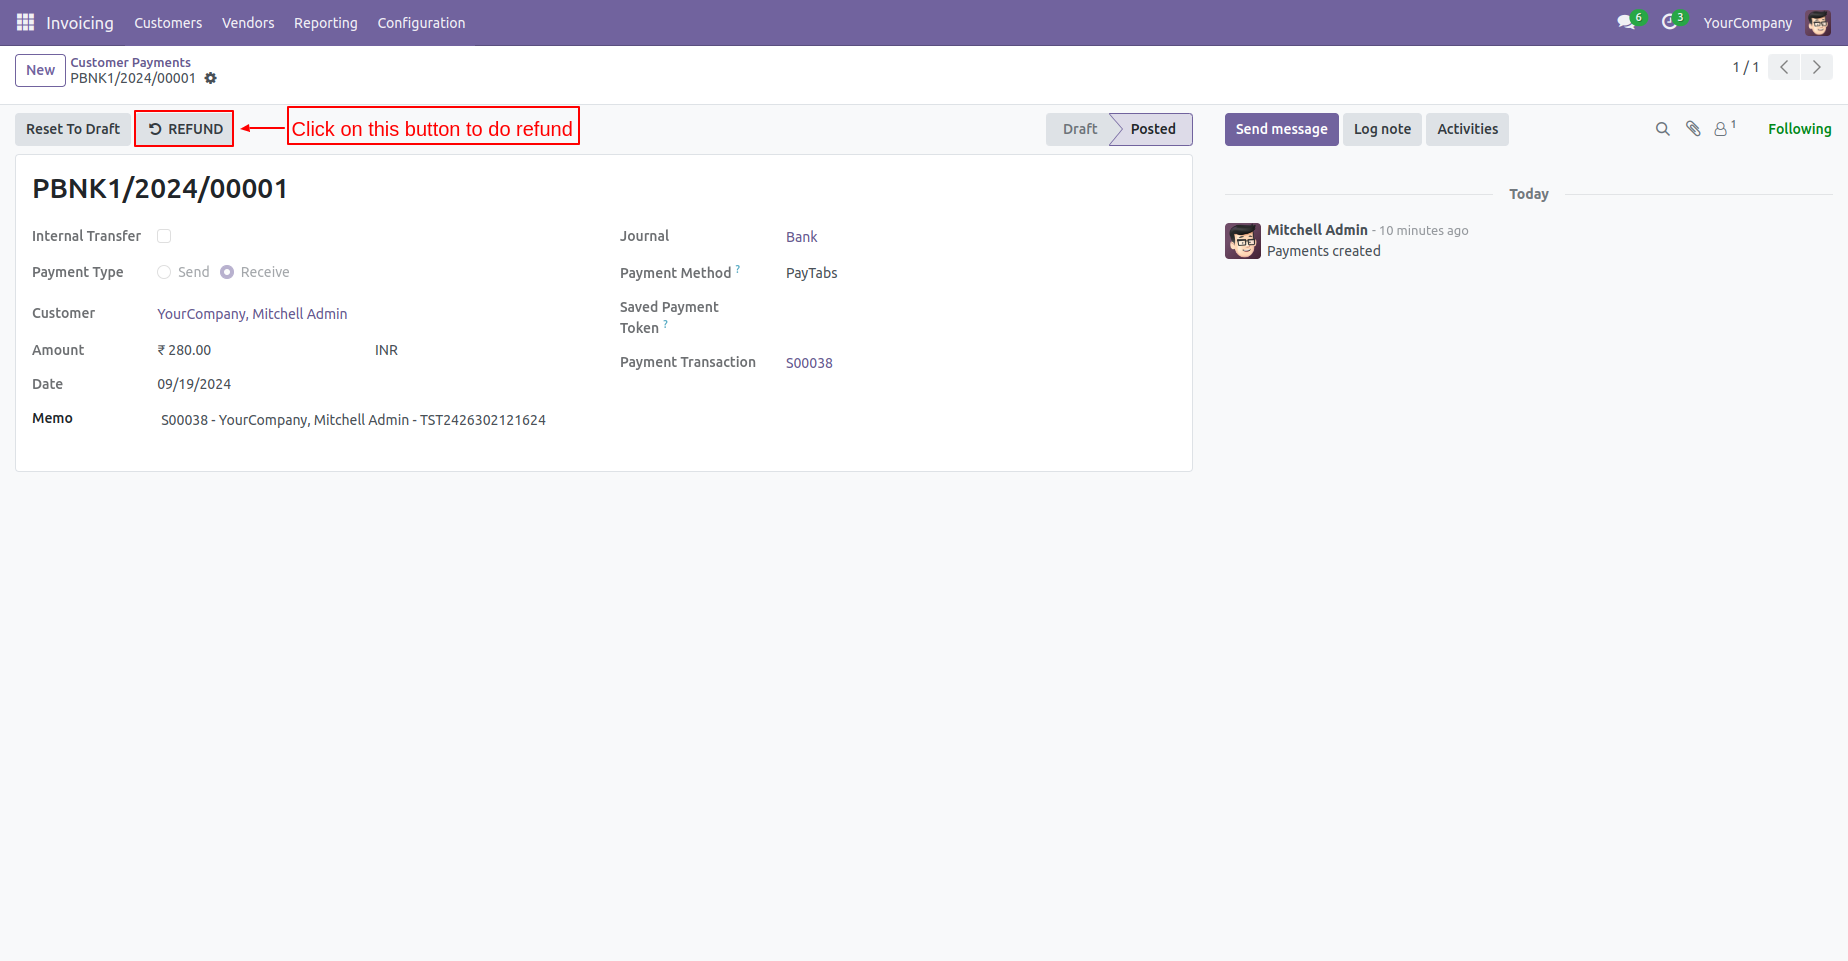 Invoicing Customers Vendors Reporting Configuration 6 3 YourCompany
New Customer Payments
PBNK1/2024/00001 1 / 1
Reset To Draft REFUND Click on this button to do refund Draft Posted
Send message Log note Activities 1 Following
PBNK1/2024/00001
Internal Transfer
Payment Type Send Receive
Customer YourCompany, Mitchell Admin
Amount ₹ 280.00 INR
Date 09/19/2024
Memo S00038 - YourCompany, Mitchell Admin - TST2426302121624
Journal Bank
Payment Method ? PayTabs
Saved Payment
Token ?
Payment Transaction S00038
Today
Mitchell Admin - 10 minutes ago
Payments created